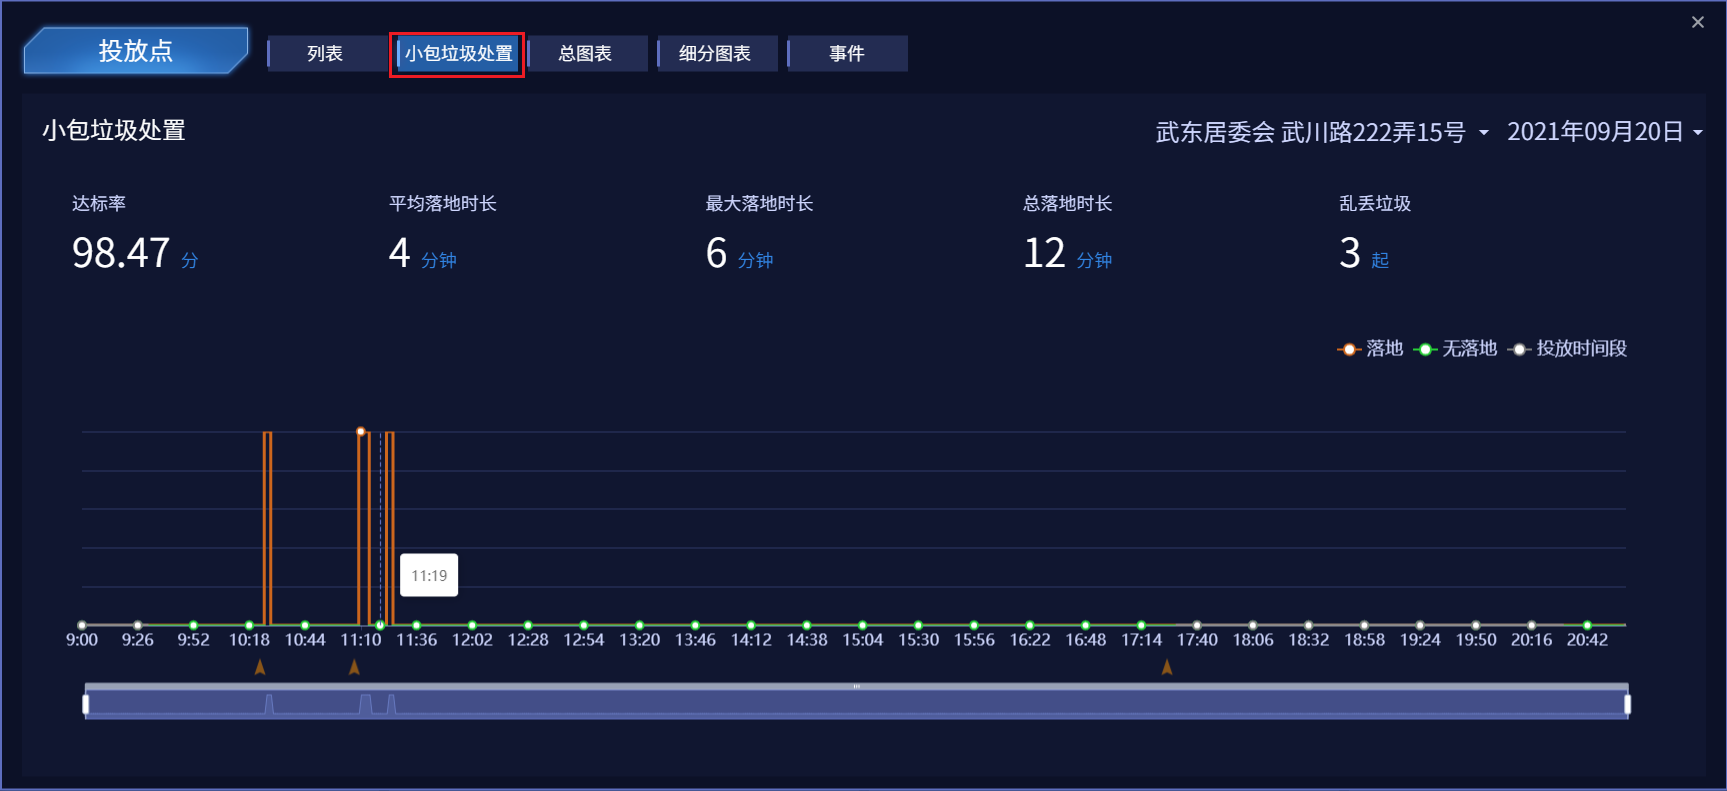 投放点
列表
小包垃圾处置
总图表
细分图表
事件
小包垃圾处置
武东居委会 武川路222弄15号
2021年09月20日
达标率
98.47 分
平均落地时长
4 分钟
最大落地时长
6 分钟
总落地时长
12 分钟
乱丢垃圾
3 起
落地 无落地 投放时间段
11:19
9:00 9:26 9:52 10:18 10:44 11:10 11:36 12:02 12:28 12:54 13:20 13:46 14:12 14:38 15:04 15:30 15:56 16:22 16:48 17:14 17:40 18:06 18:32 18:58 19:24 19:50 20:16 20:42